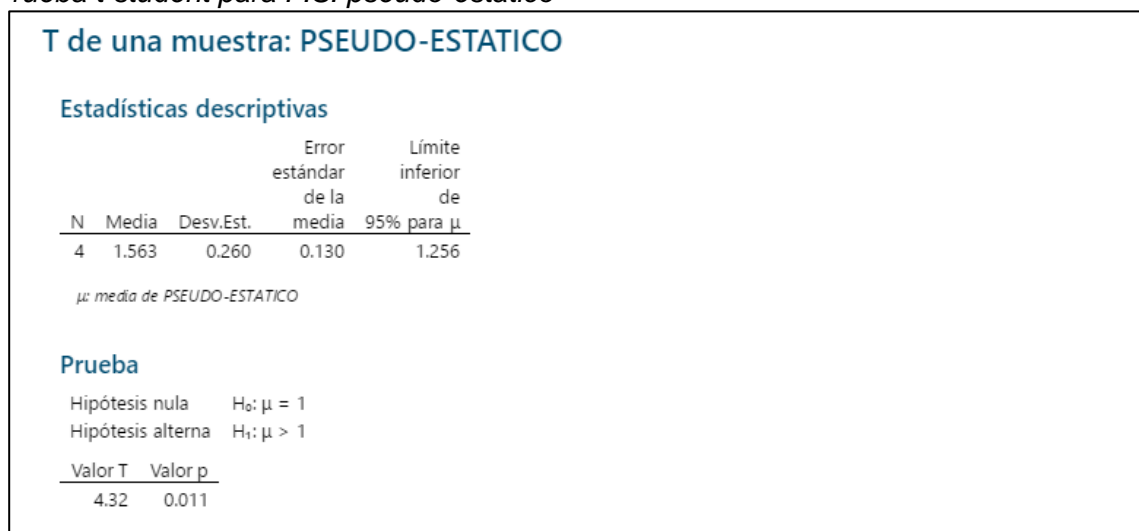 t student para pseudo-estático
T de una muestra: PSEUDO-ESTATICO
Estadísticas descriptivas
Error Límite
estándar inferior
de la de
N Media Desv.Est. media 95% para μ
4 1.563 0.260 0.130 1.256
μ: media de PSEUDO-ESTATICO
Prueba
Hipótesis nula H₀: μ = 1
Hipótesis alterna H₁: μ > 1
Valor T Valor p
4.32 0.011